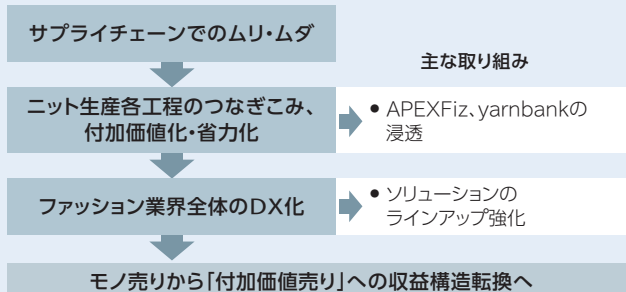 サプライチェーンでのムリ・ムダ
主な取り組み
ニット生産各工程のつなぎこみ、
付加価値化・省力化
● APEXFiz、yarnbankの
浸透
ファッション業界全体のDX化
● ソリューションの
ラインアップ強化
モノ売りから「付加価値売り」への収益構造転換へ